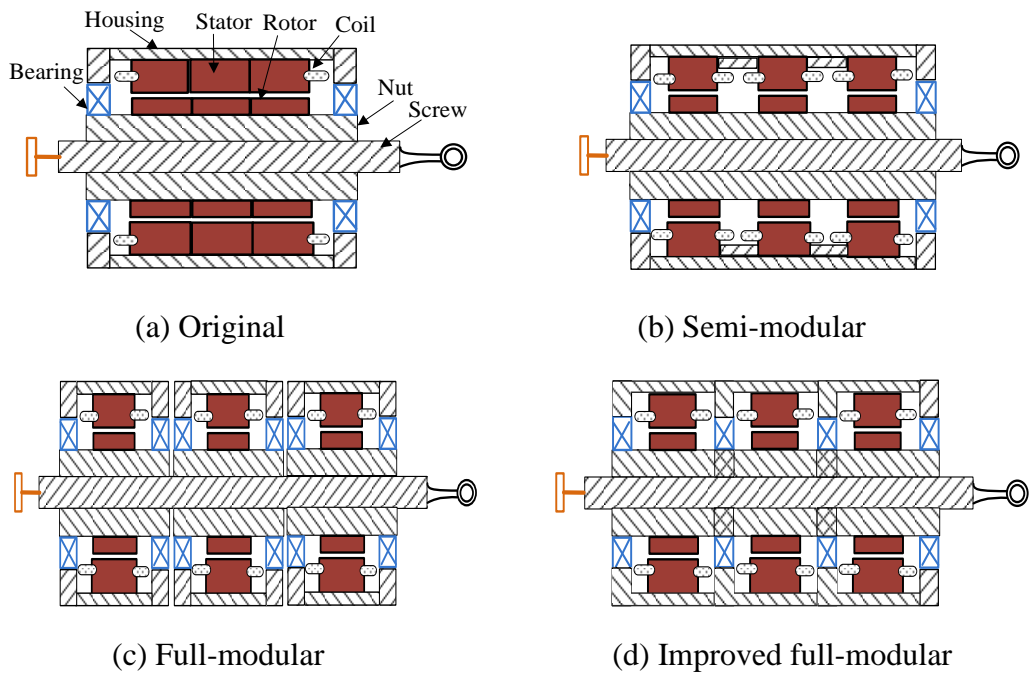 Housing
Stator
Rotor
Coil
Bearing
Nut
Screw
(a) Original
(b) Semi-modular
(c) Full-modular
(d) Improved full-modular